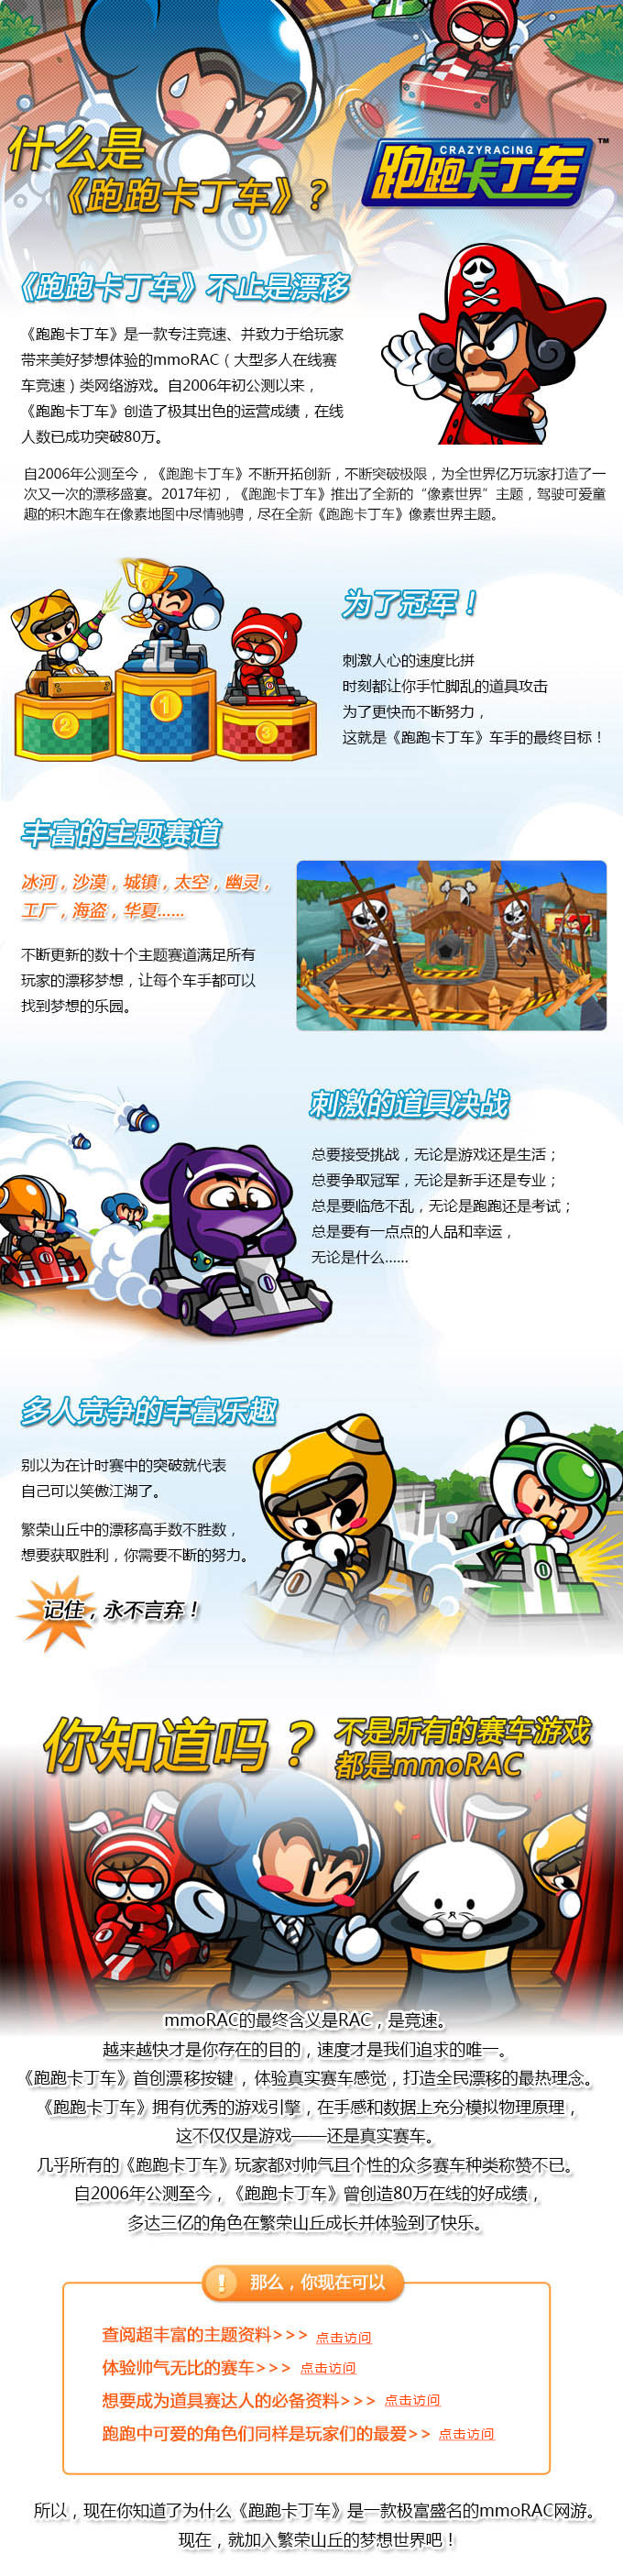 什么是
《跑跑卡丁车》?
CRAZYRACING
跑跑卡丁车™
《跑跑卡丁车》不止是漂移
《跑跑卡丁车》是一款专注竞速、并致力于给玩家
带来美好梦想体验的mmoRAC（大型多人在线赛
车竞速）类网络游戏。自2006年初公测以来，
《跑跑卡丁车》创造了极其出色的运营成绩，在线
人数已成功突破80万。
自2006年公测至今，《跑跑卡丁车》不断开拓创新，不断突破极限，为全世界亿万玩家打造了一
次又一次的漂移盛宴。2017年初，《跑跑卡丁车》推出了全新的“像素世界”主题，驾驶可爱童
趣的积木跑车在像素地图中尽情驰骋，尽在全新《跑跑卡丁车》像素世界主题。
为了冠军！
刺激人心的速度比拼
时刻都让你手忙脚乱的道具攻击
为了更快而不断努力，
这就是《跑跑卡丁车》车手的最终目标！
1
2
3
丰富的主题赛道
冰河，沙漠，城镇，太空，幽灵，
工厂，海盗，华夏......
不断更新的数十个主题赛道满足所有
玩家的漂移梦想，让每个车手都可以
找到梦想的乐园。
刺激的道具决战
总要接受挑战，无论是游戏还是生活；
总要争取冠军，无论是新手还是专业；
总是要临危不乱，无论是跑跑还是考试；
总是要有一点点的人品和幸运，
无论是什么......
多人竞争的丰富乐趣
别以为在计时赛中的突破就代表
自己可以笑傲江湖了。
繁荣山丘中的漂移高手数不胜数，
想要获取胜利，你需要不断的努力。
记住，永不言弃！
你知道吗？
不是所有的赛车游戏
都是mmoRAC
mmoRAC的最终含义是RAC，是竞速。
越来越快才是你存在的目的，速度才是我们追求的唯一。
《跑跑卡丁车》首创漂移按键，体验真实赛车感觉，打造全民漂移的最热理念。
《跑跑卡丁车》拥有优秀的游戏引擎，在手感和数据上充分模拟物理原理，
这不仅仅是游戏——还是真实赛车。
几乎所有的《跑跑卡丁车》玩家都对帅气且个性的众多赛车种类称赞不已。
自2006年公测至今，《跑跑卡丁车》曾创造80万在线的好成绩，
多达三亿的角色在繁荣山丘成长并体验到了快乐。
! 那么，你现在可以
查阅超丰富的主题资料>>> 点击访问
体验帅气无比的赛车>>> 点击访问
想要成为道具赛达人的必备资料>>> 点击访问
跑跑中可爱的角色们同样是玩家们的最爱>> 点击访问
所以，现在你知道了为什么《跑跑卡丁车》是一款极富盛名的mmoRAC网游。
现在，就加入繁荣山丘的梦想世界吧！